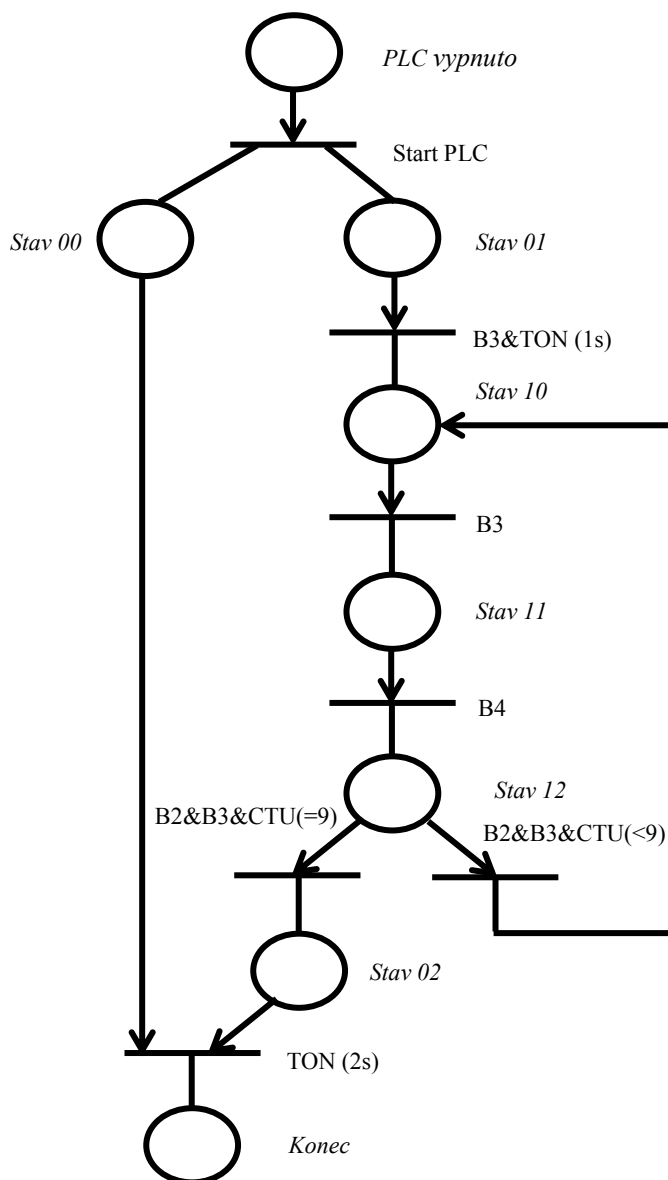 PLC vypnuto
Start PLC
Stav 00
Stav 01
B3&TON (1s)
Stav 10
B3
Stav 11
B4
Stav 12
B2&B3&CTU(=9)
B2&B3&CTU(<9)
Stav 02
TON (2s)
Konec